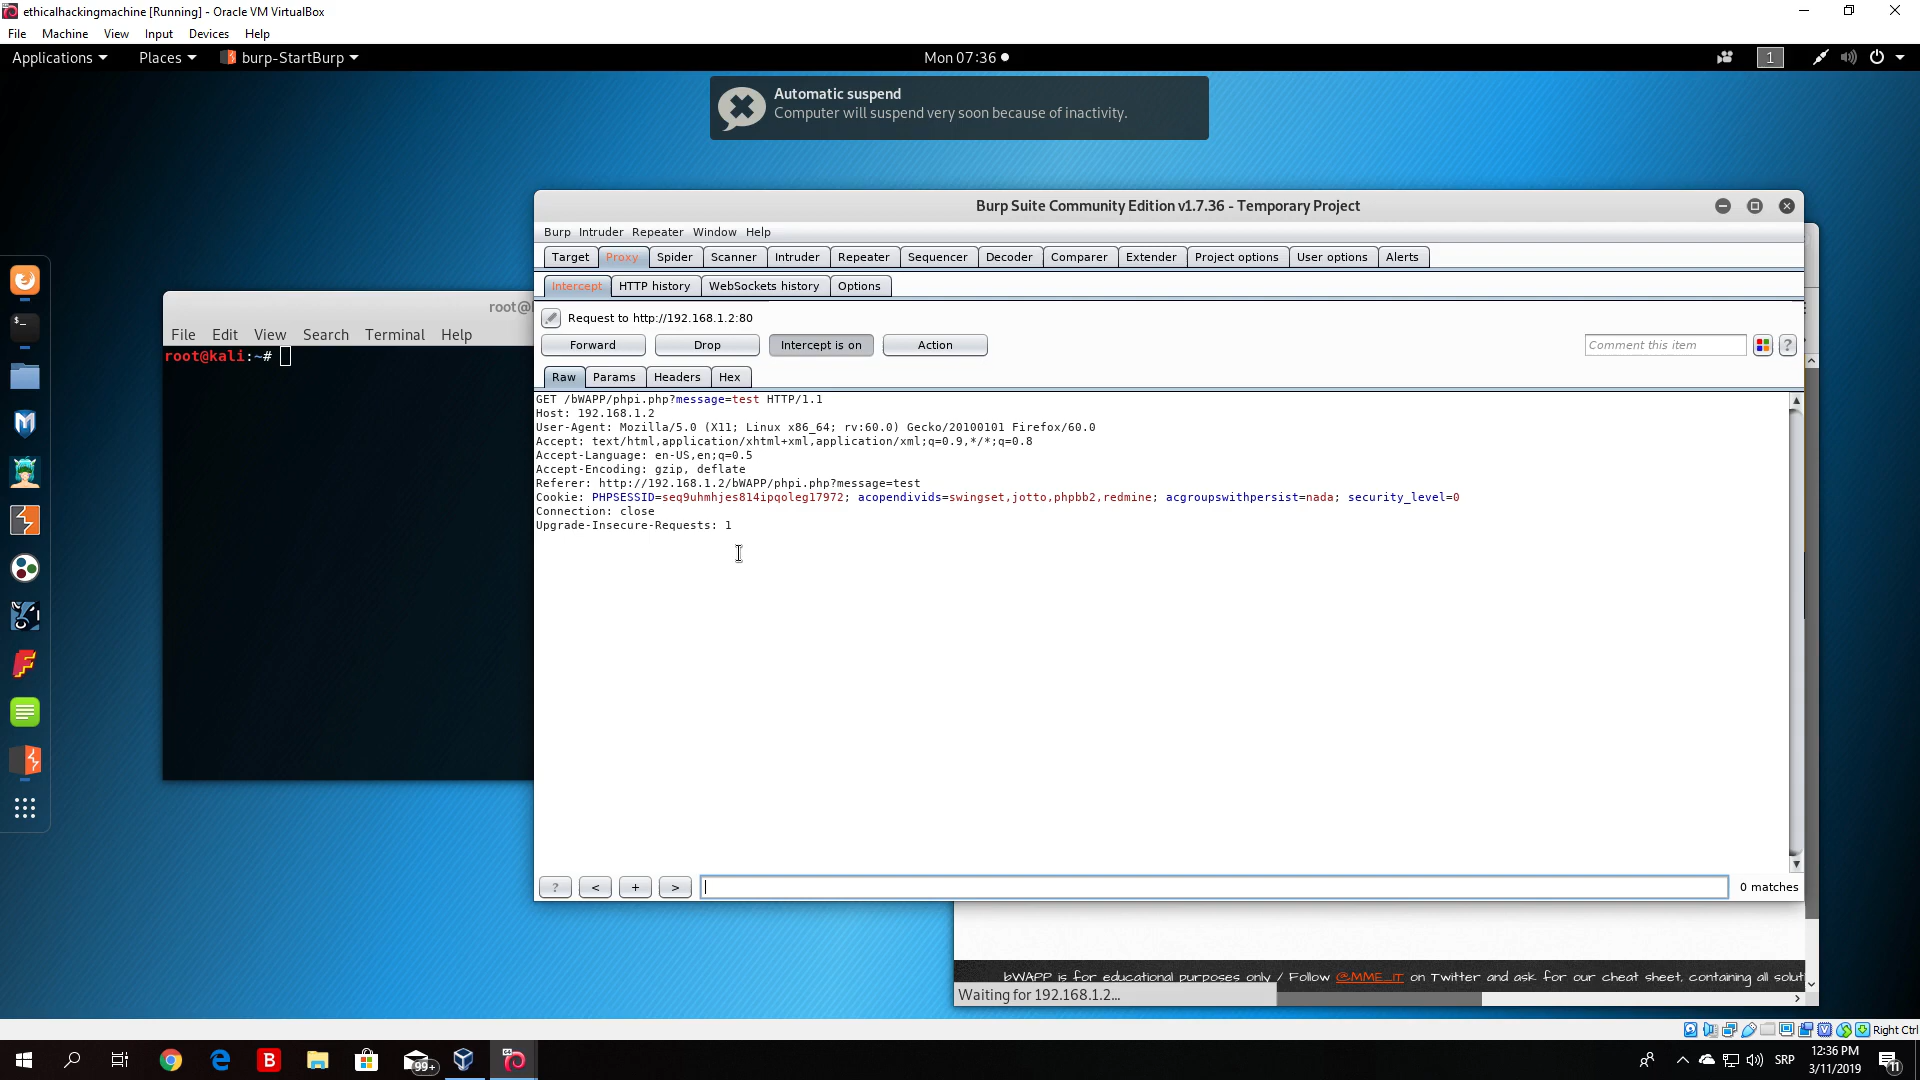 ethicalhackingmachine [Running] - Oracle VM VirtualBox
File Machine View Input Devices Help
Applications Places burp-StartBurp Mon 07:36 1
Automatic suspend
Computer will suspend very soon because of inactivity.
Burp Suite Community Edition v1.7.36 - Temporary Project
Burp Intruder Repeater Window Help
Target Proxy Spider Scanner Intruder Repeater Sequencer Decoder Comparer Extender Project options User options Alerts
Intercept HTTP history WebSockets history Options
Request to http://192.168.1.2:80
Forward Drop Intercept is on Action Comment this item ?
Raw Params Headers Hex
GET /bWAPP/phpi.php?message=test HTTP/1.1
Host: 192.168.1.2
User-Agent: Mozilla/5.0 (X11; Linux x86_64; rv:60.0) Gecko/20100101 Firefox/60.0
Accept: text/html,application/xhtml+xml,application/xml;q=0.9,*/*;q=0.8
Accept-Language: en-US,en;q=0.5
Accept-Encoding: gzip, deflate
Referer: http://192.168.1.2/bWAPP/phpi.php?message=test
Cookie: PHPSESSID=seq9uhmhjes814ipqoleg17972; acopendivids=swingset,jotto,phpbb2,redmine; acgroupswithpersist=nada; security_level=0
Connection: close
Upgrade-Insecure-Requests: 1
? < + > 0 matches
root@
File Edit View Search Terminal Help
root@kali:~#
bWAPP is for educational purposes only / Follow @MME_IT on Twitter and ask for our cheat sheet, containing all solut
Waiting for 192.168.1.2...
Right Ctrl
99+ SRP 12:36 PM
3/11/2019 11